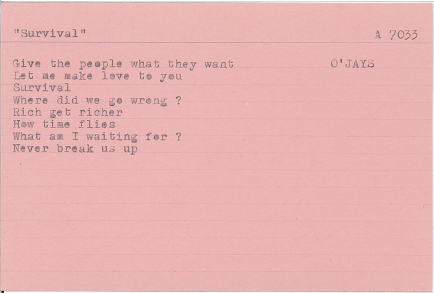 "Survival" A 7033
Give the people what they want O'JAYS
Let me make love to you
Survival
Where did we go wrong ?
Rich get richer
How time flies
What am I waiting for ?
Never break us up